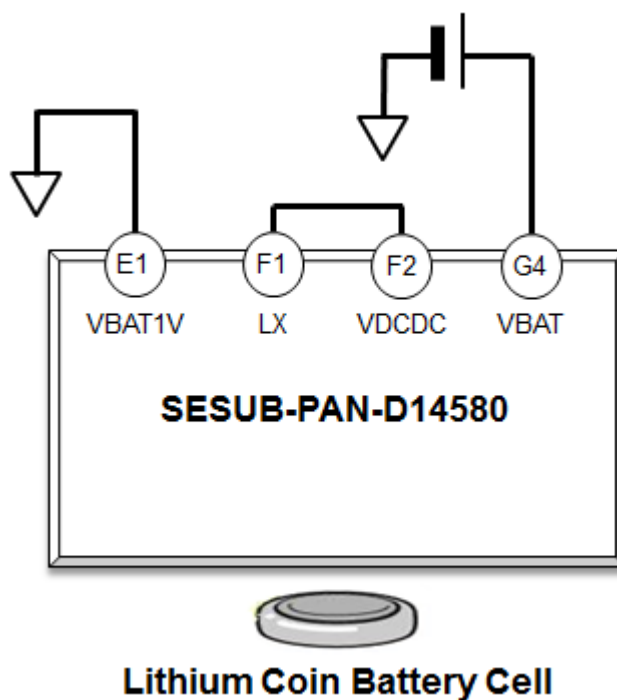 E1 F1 F2 G4
VBAT1V LX VDCDC VBAT
SESUB-PAN-D14580
Lithium Coin Battery Cell